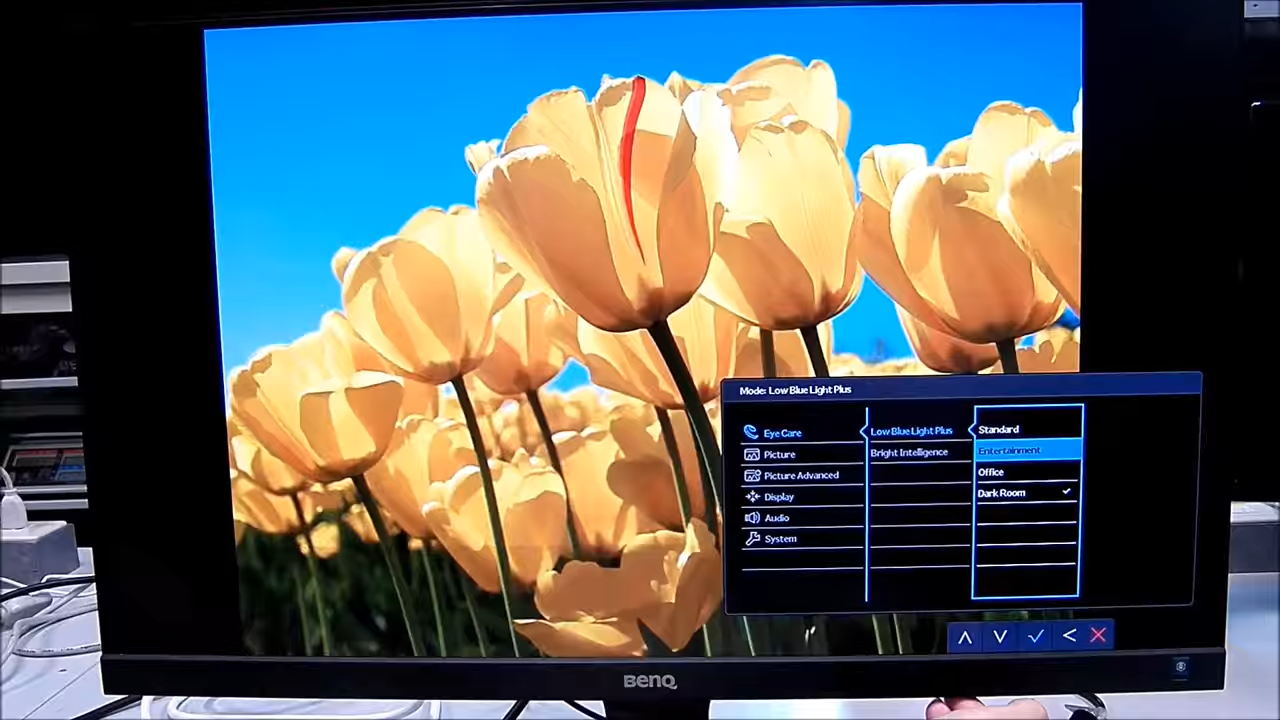 Mode: Low Blue Light Plus
Eye Care
Picture
Picture Advanced
Display
Audio
System
Low Blue Light Plus
Bright Intelligence
Standard
Entertainment
Office
Dark Room
BenQ